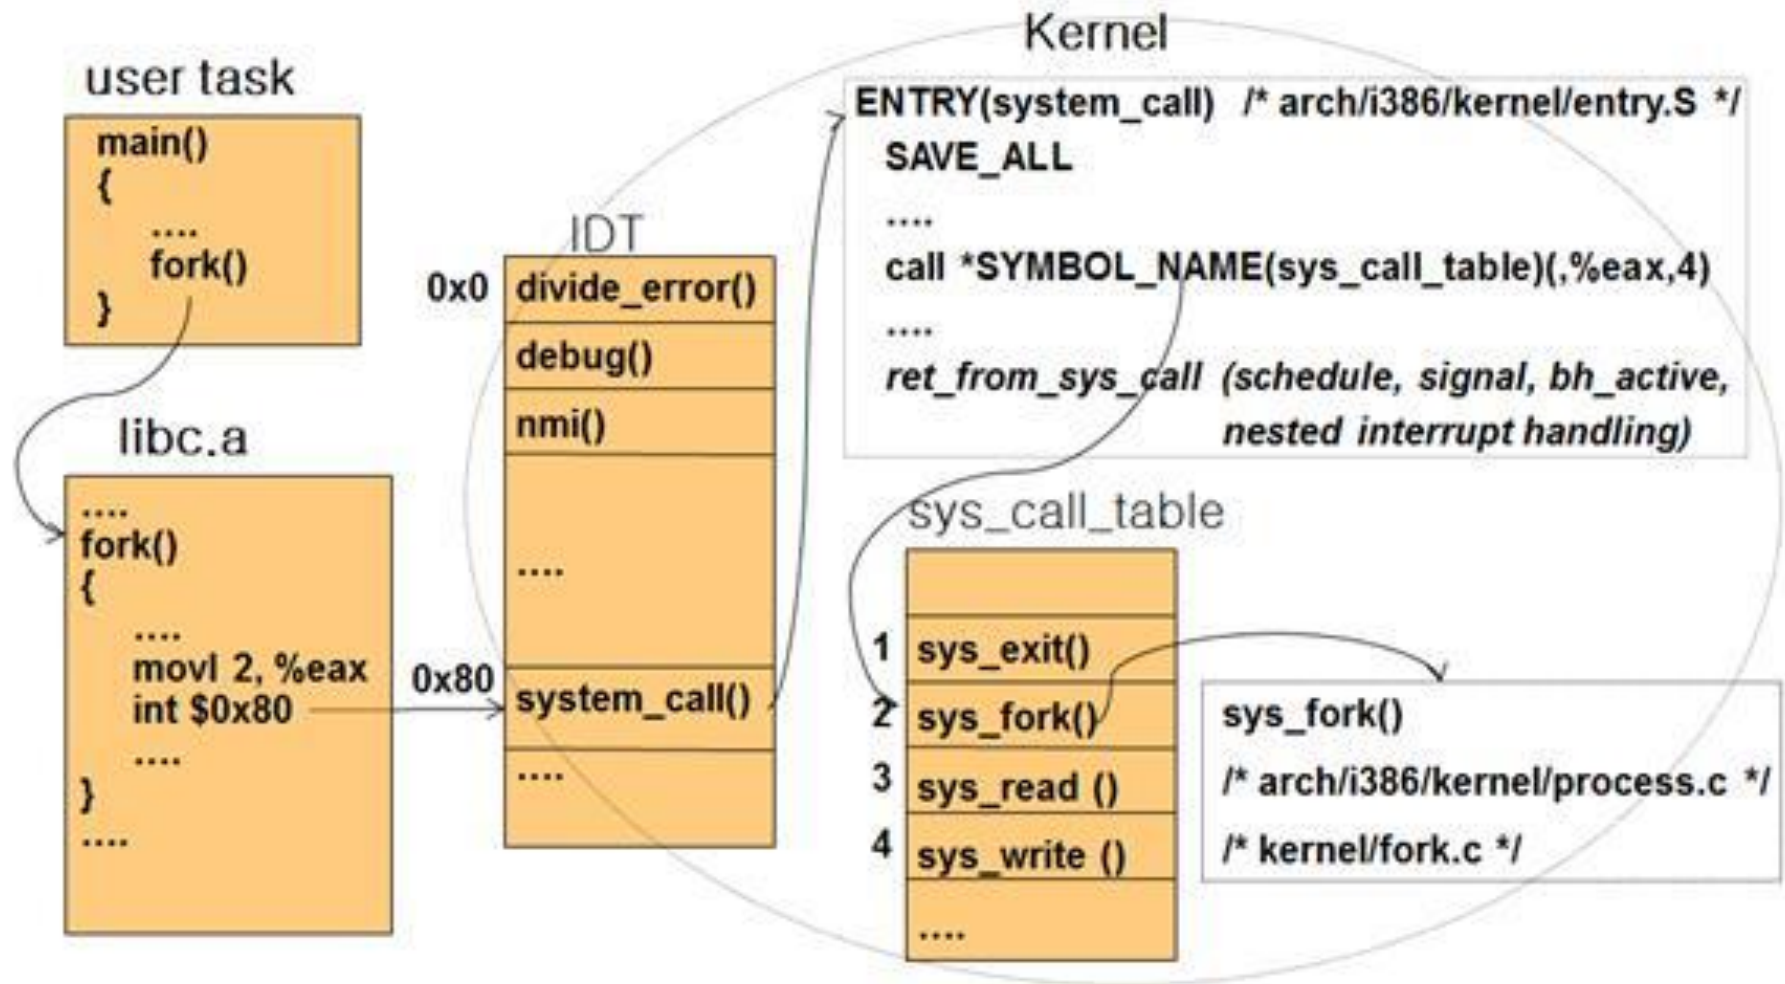 Kernel
user task
main()
{
....
fork()
}
libc.a
....
fork()
{
....
movl 2, %eax
int $0x80
....
}
....
IDT
0x0 divide_error()
debug()
nmi()
....
0x80 system_call()
....
ENTRY(system_call) /* arch/i386/kernel/entry.S */
SAVE_ALL
....
call *SYMBOL_NAME(sys_call_table)(,%eax,4)
....
ret_from_sys_call (schedule, signal, bh_active,
nested interrupt handling)
sys_call_table
1 sys_exit()
2 sys_fork()
3 sys_read ()
4 sys_write ()
....
sys_fork()
/* arch/i386/kernel/process.c */
/* kernel/fork.c */